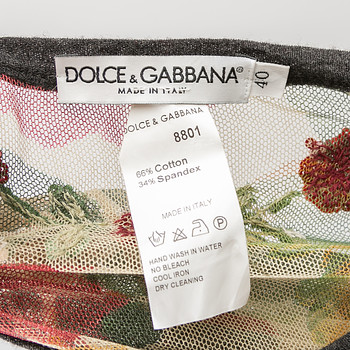 DOLCE & GABBANA®
MADE IN ITALY
40
DOLCE & GABBANA
8801
66% Cotton
34% Spandex
MADE IN ITALY
HAND WASH IN WATER
NO BLEACH
COOL IRON
DRY CLEANING